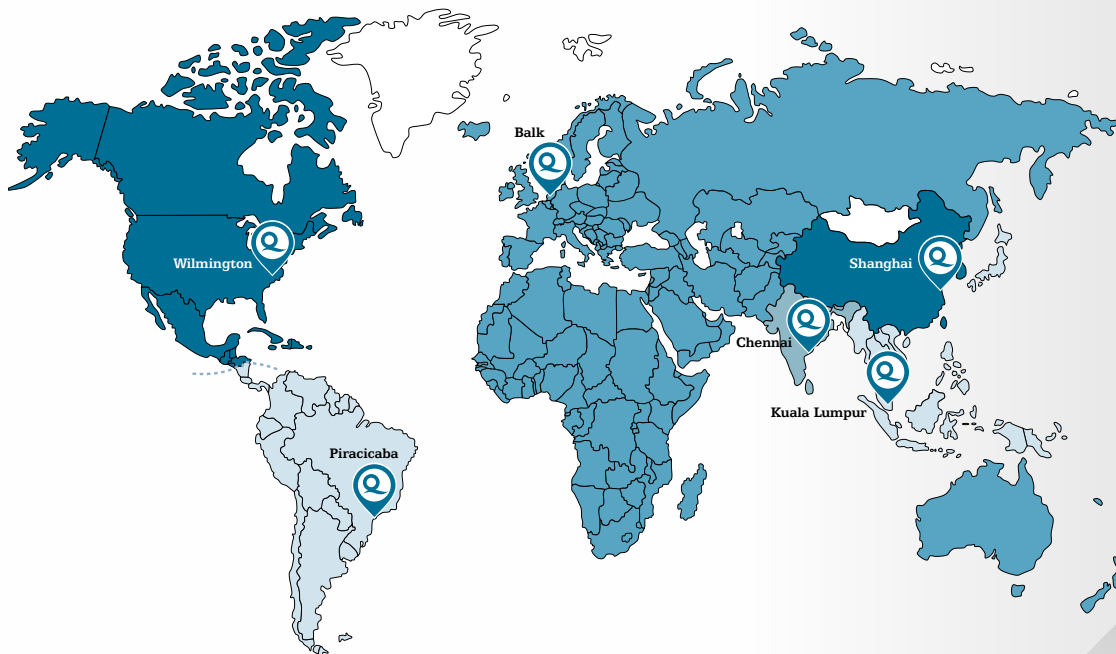 Balk
Wilmington
Shanghai
Chennai
Kuala Lumpur
Piracicaba